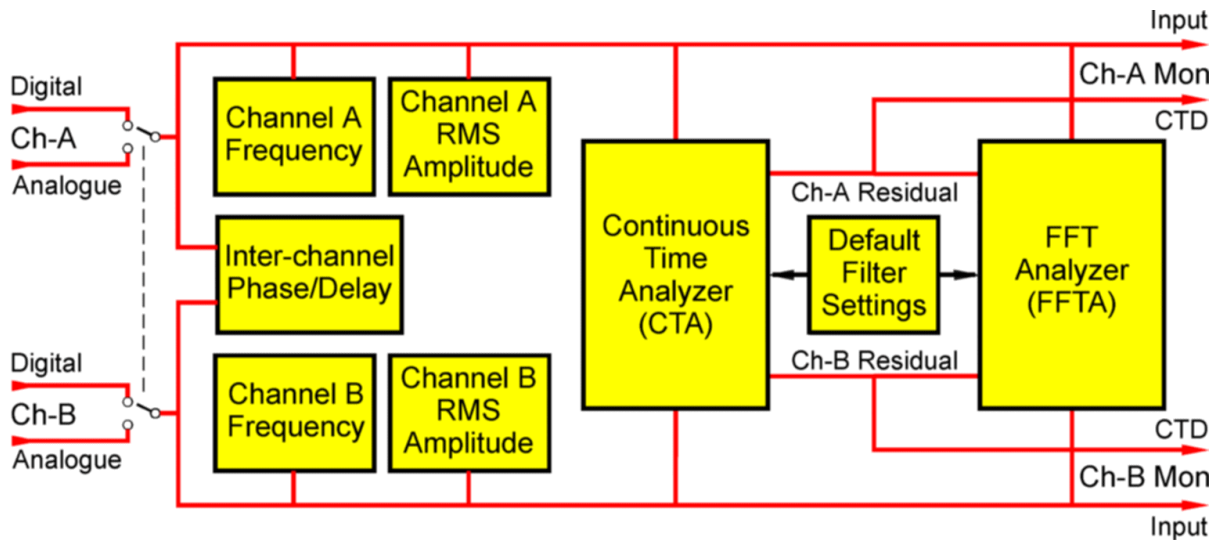 Input
Digital
Ch-A
Analogue
Channel A
Frequency
Channel A
RMS
Amplitude
Ch-A Mon
CTD
Ch-A Residual
Continuous
Time
Analyzer
(CTA)
Default
Filter
Settings
FFT
Analyzer
(FFTA)
Inter-channel
Phase/Delay
Ch-B Residual
Digital
Ch-B
Analogue
Channel B
Frequency
Channel B
RMS
Amplitude
CTD
Ch-B Mon
Input